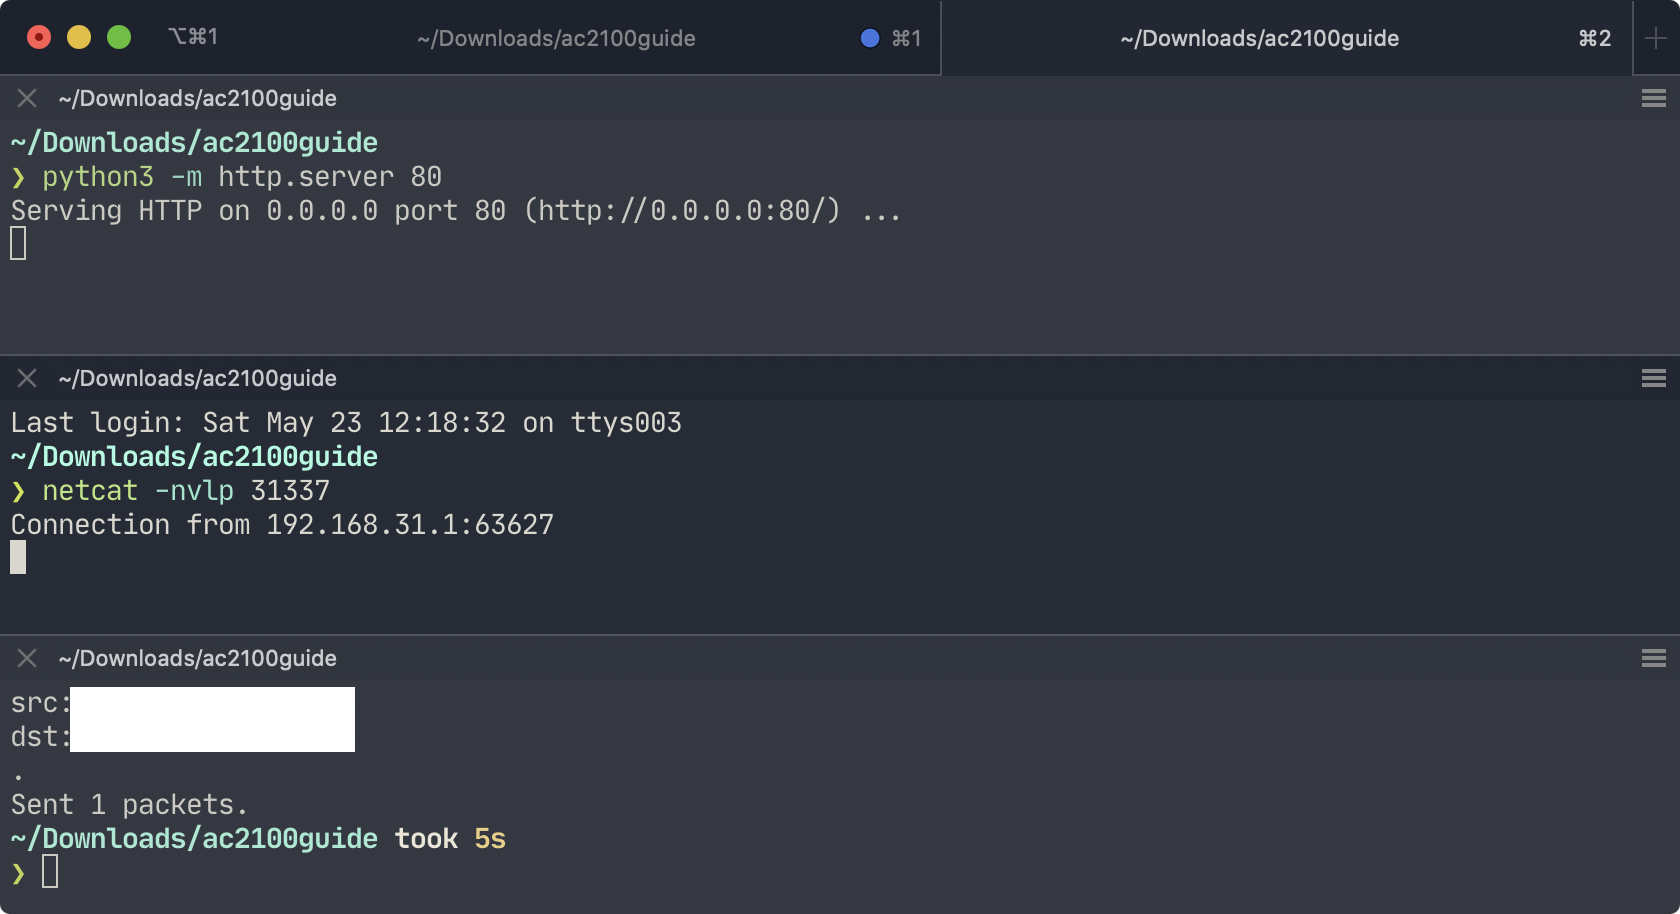 ⌥⌘1 ~/Downloads/ac2100guide ⌘1 ~/Downloads/ac2100guide ⌘2
~/Downloads/ac2100guide
~/Downloads/ac2100guide
❯ python3 -m http.server 80
Serving HTTP on 0.0.0.0 port 80 (http://0.0.0.0:80/) ...
~/Downloads/ac2100guide
Last login: Sat May 23 12:18:32 on ttys003
~/Downloads/ac2100guide
❯ netcat -nvlp 31337
Connection from 192.168.31.1:63627
~/Downloads/ac2100guide
src:
dst:
.
Sent 1 packets.
~/Downloads/ac2100guide took 5s
❯